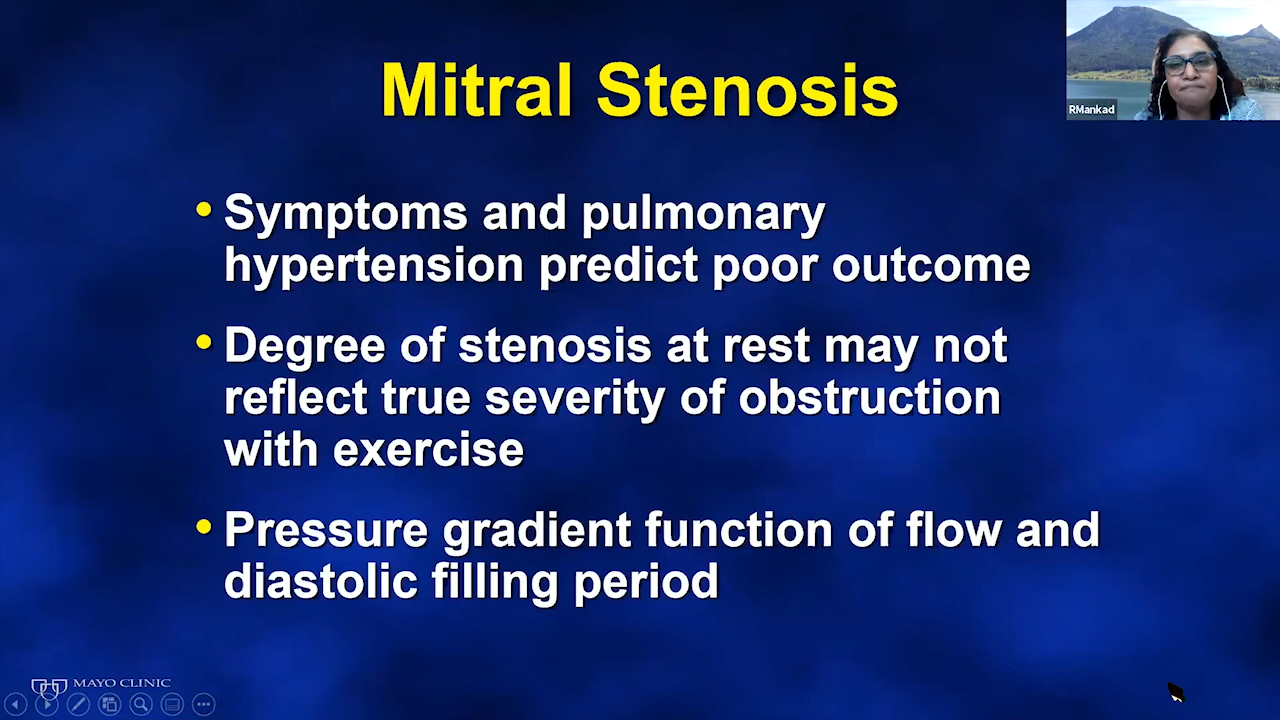 Mitral Stenosis
RMankad
• Symptoms and pulmonary
hypertension predict poor outcome
• Degree of stenosis at rest may not
reflect true severity of obstruction
with exercise
• Pressure gradient function of flow and
diastolic filling period
MAYO CLINIC